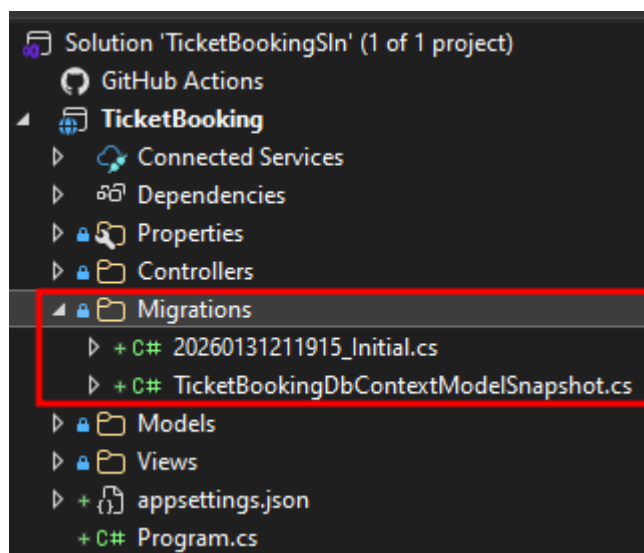 Solution 'TicketBookingSln' (1 of 1 project)
GitHub Actions
TicketBooking
Connected Services
Dependencies
Properties
Controllers
Migrations
+ C# 20260131211915_Initial.cs
+ C# TicketBookingDbContextModelSnapshot.cs
Models
Views
+ appsettings.json
+ C# Program.cs